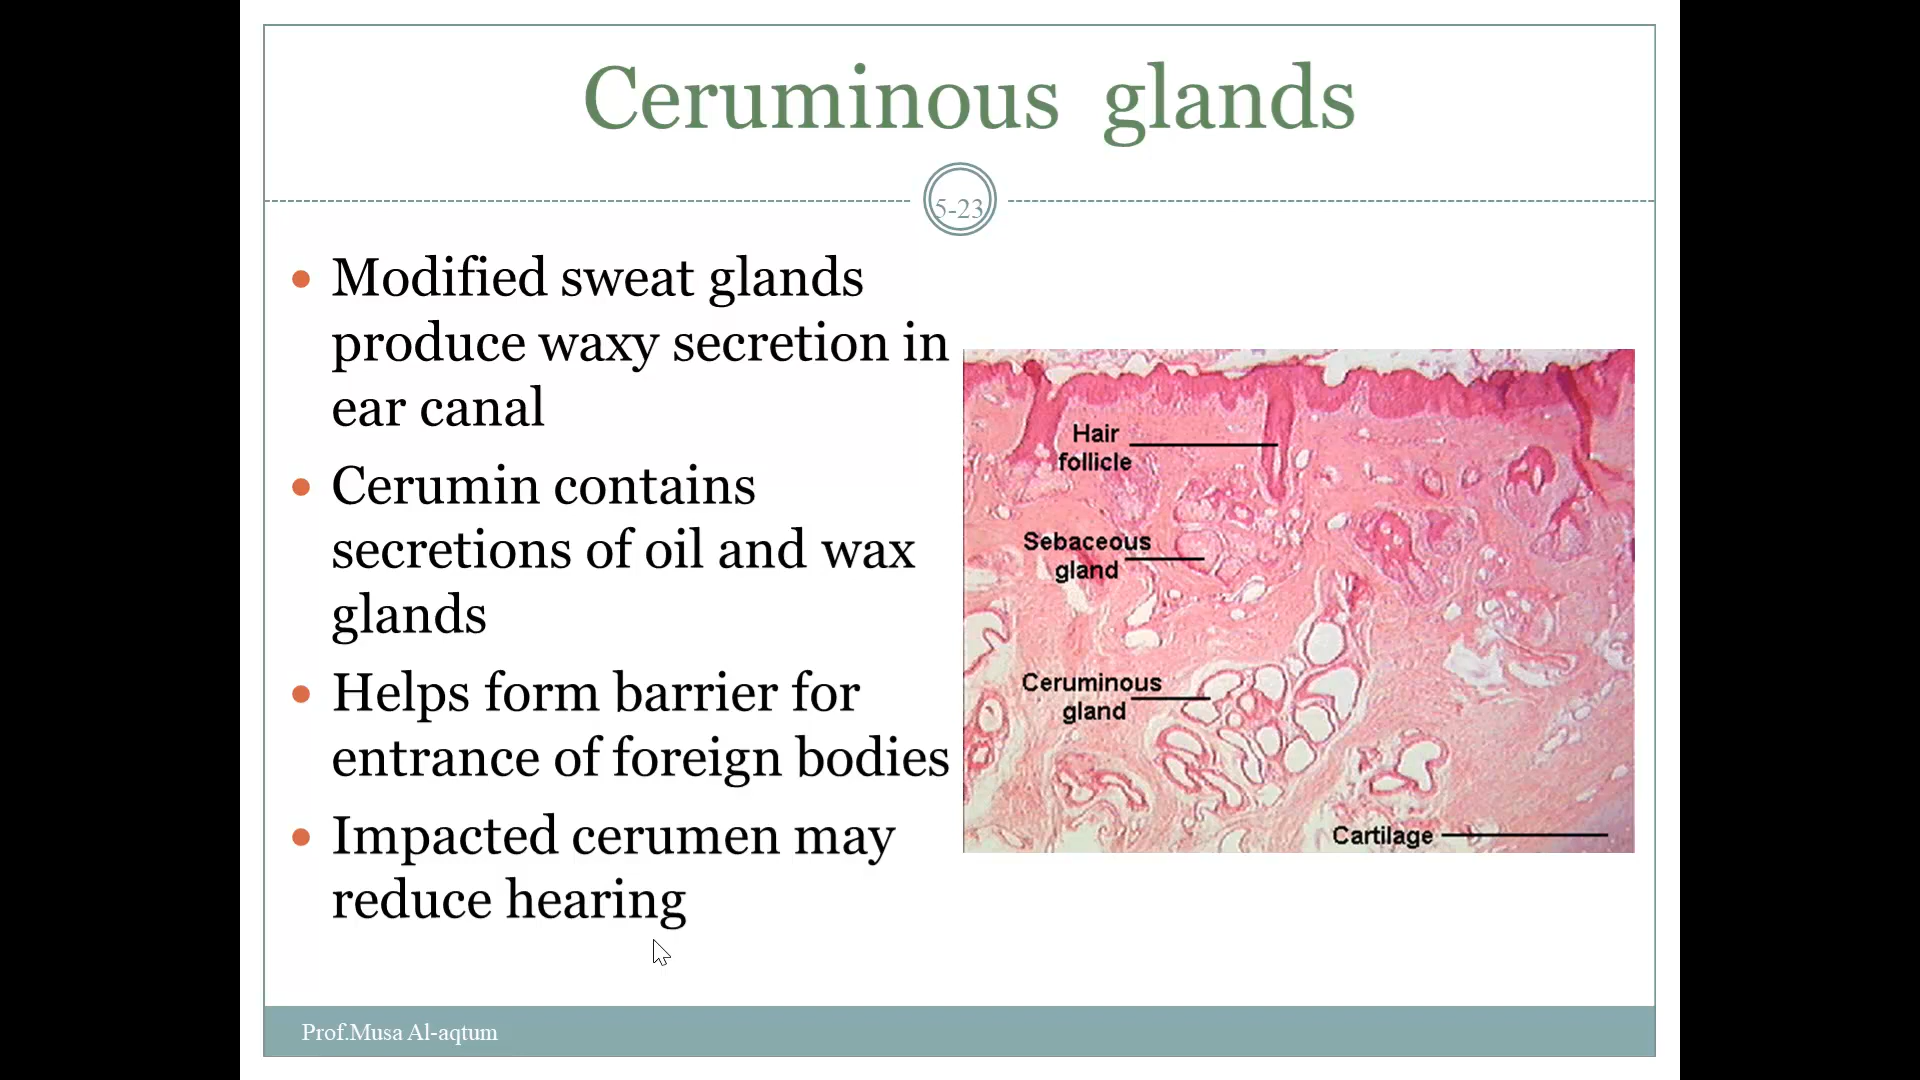 Ceruminous glands
5-23
• Modified sweat glands
produce waxy secretion in
ear canal
• Cerumin contains
secretions of oil and wax
glands
• Helps form barrier for
entrance of foreign bodies
• Impacted cerumen may
reduce hearing
Hair
follicle
Sebaceous
gland
Ceruminous
gland
Cartilage
Prof.Musa Al-aqtum